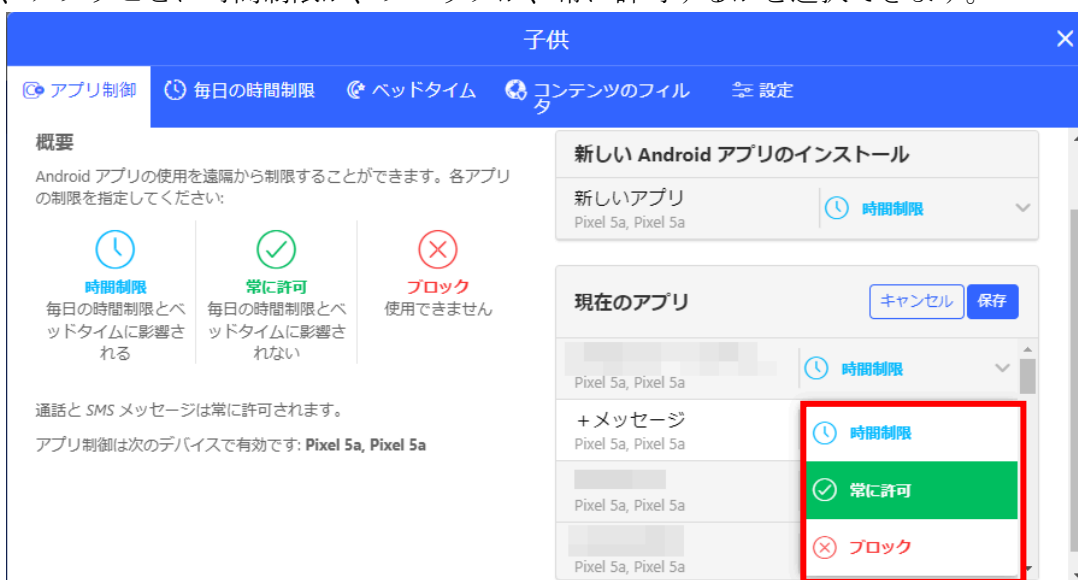 子供
アプリ制御
毎日の時間制限
ベッドタイム
コンテンツのフィル
タ
設定
概要
Android アプリの使用を遠隔から制限することができます。各アプリ
の制限を指定してください:
時間制限
毎日の時間制限とベ
ッドタイムに影響さ
れる
常に許可
毎日の時間制限とベ
ッドタイムに影響さ
れない
ブロック
使用できません
通話と SMS メッセージは常に許可されます。
アプリ制御は次のデバイスで有効です: Pixel 5a, Pixel 5a
新しい Android アプリのインストール
新しいアプリ
Pixel 5a, Pixel 5a
時間制限
現在のアプリ
キャンセル
保存
Pixel 5a, Pixel 5a
時間制限
+メッセージ
Pixel 5a, Pixel 5a
Pixel 5a, Pixel 5a
Pixel 5a, Pixel 5a
時間制限
常に許可
ブロック